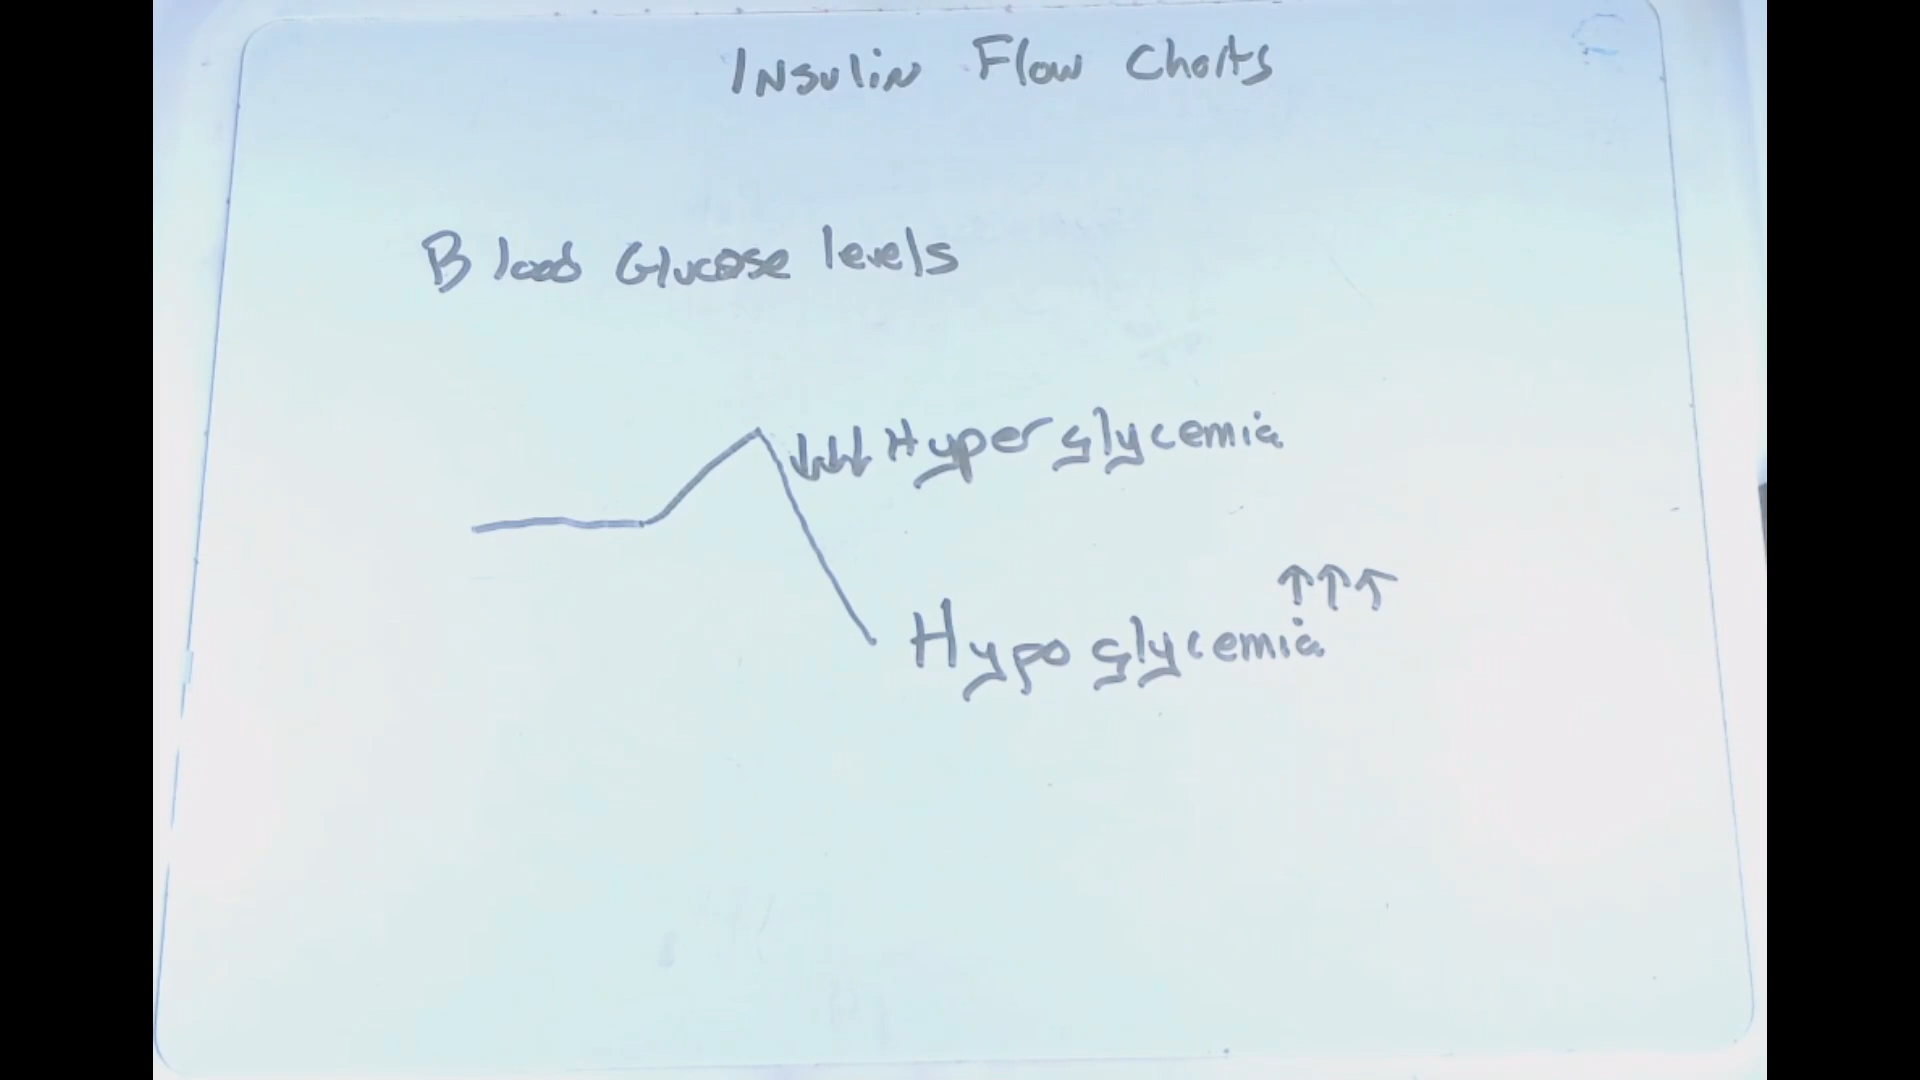 Insulin Flow Charts
Blood Glucose levels
↓↓↓ Hyperglycemia
↑↑↑
Hypoglycemia